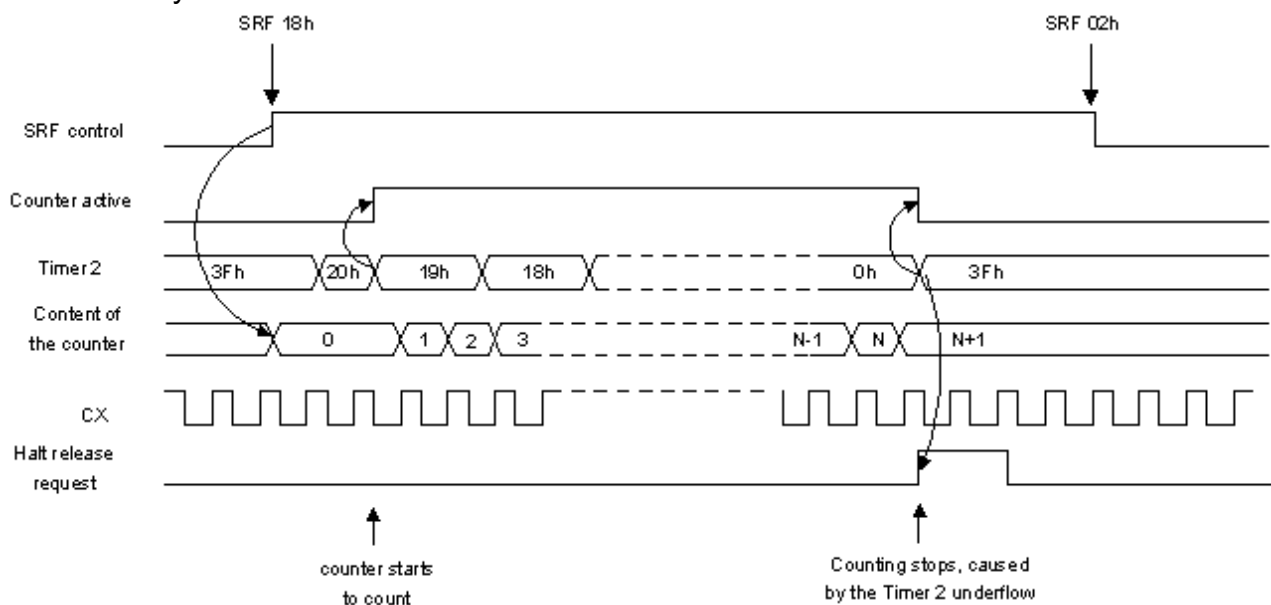 SRF 18h
SRF 02h
SRF control
Counter active
Timer 2
3Fh 20h 19h 18h 0h 3Fh
Content of
the counter
0 1 2 3 N-1 N N+1
CX
Halt release
request
counter starts
to count
Counting stops, caused
by the Timer 2 underflow